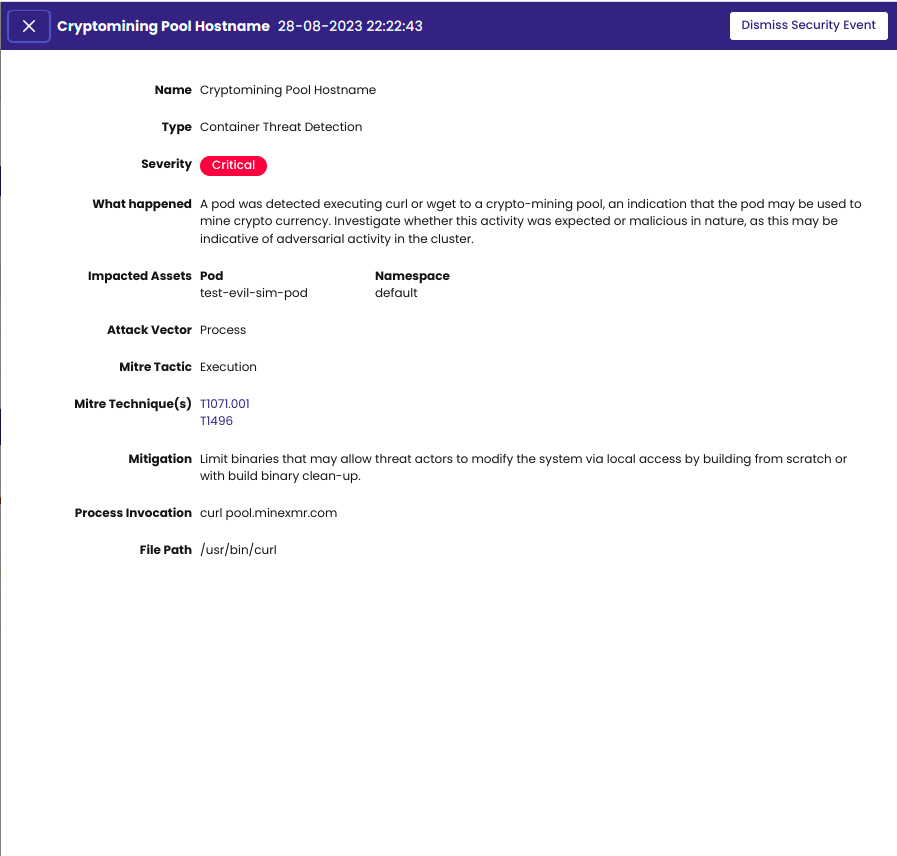 Cryptomining Pool Hostname 28-08-2023 22:22:43 Dismiss Security Event
Name Cryptomining Pool Hostname
Type Container Threat Detection
Severity Critical
What happened A pod was detected executing curl or wget to a crypto-mining pool, an indication that the pod may be used to
mine crypto currency. Investigate whether this activity was expected or malicious in nature, as this may be
indicative of adversarial activity in the cluster.
Impacted Assets Pod Namespace
test-evil-sim-pod default
Attack Vector Process
Mitre Tactic Execution
Mitre Technique(s) T1071.001
T1496
Mitigation Limit binaries that may allow threat actors to modify the system via local access by building from scratch or
with build binary clean-up.
Process Invocation curl pool.minexmr.com
File Path /usr/bin/curl